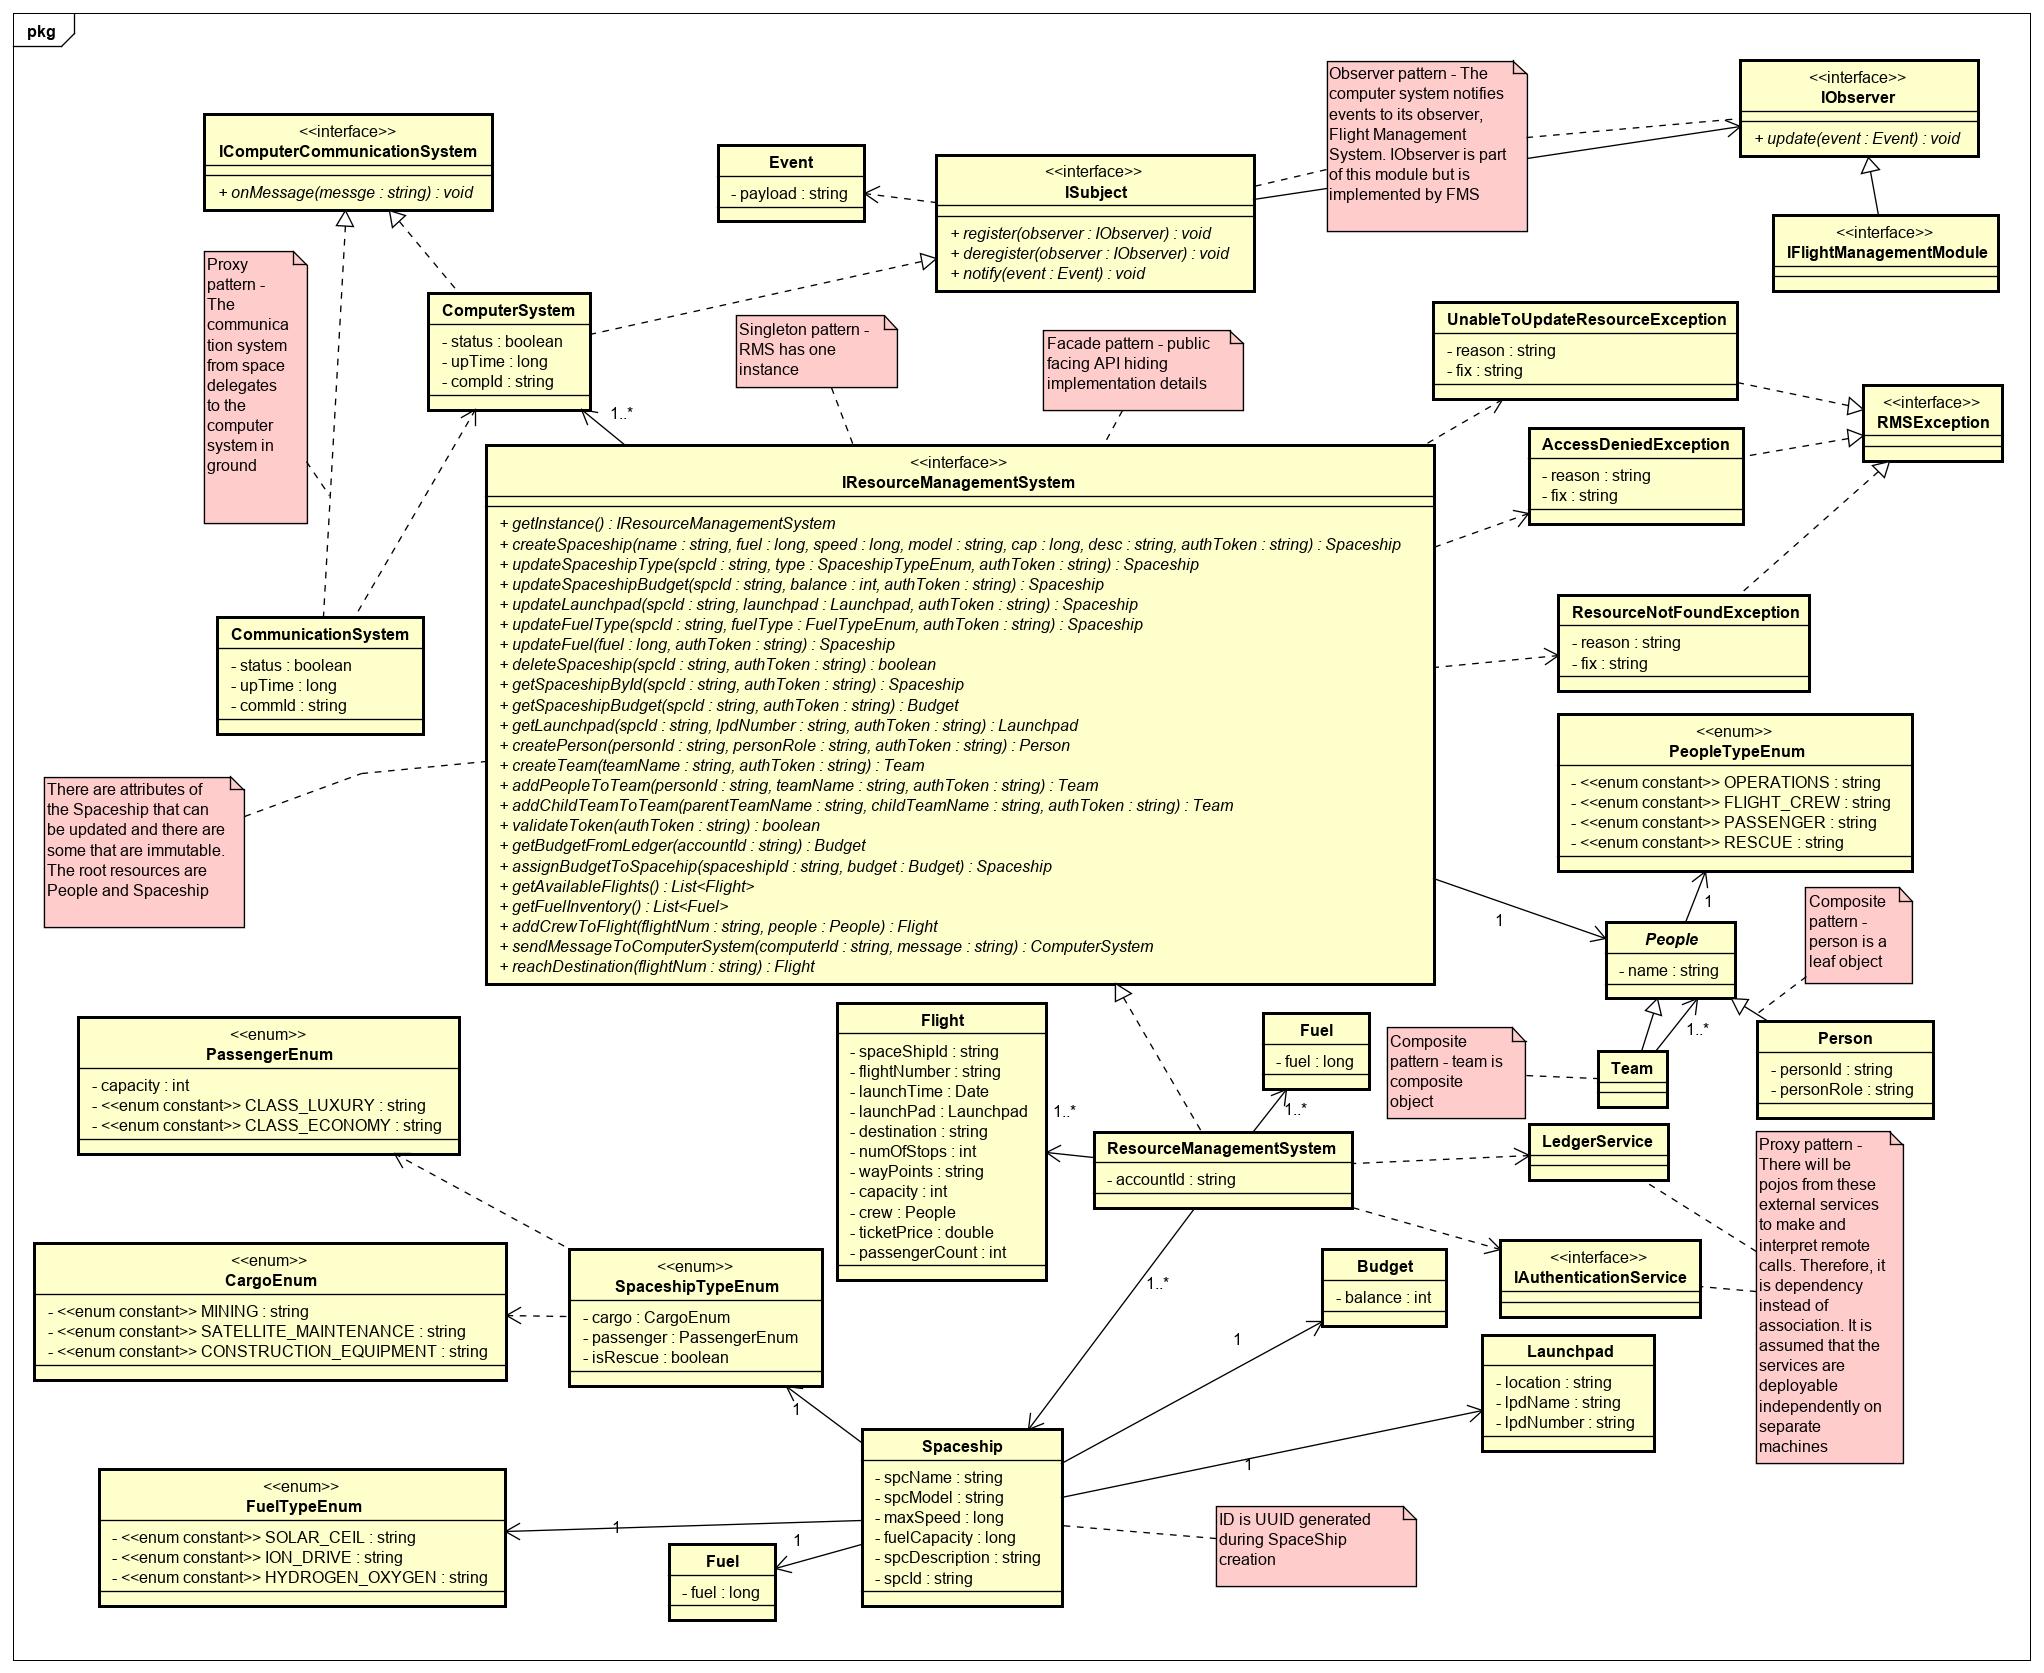 pkg
<<interface>>
IComputerCommunicationSystem
+ onMessage(messge : string) : void
Event
- payload : string
<<interface>>
ISubject
+ register(observer : IObserver) : void
+ deregister(observer : IObserver) : void
+ notify(event : Event) : void
Observer pattern - The
computer system notifies
events to its observer,
Flight Management
System. IObserver is part
of this module but is
implemented by FMS
<<interface>>
IObserver
+ update(event : Event) : void
<<interface>>
IFlightManagementModule
Proxy
pattern -
The
communica
tion system
from space
delegates
to the
computer
system in
ground
ComputerSystem
- status : boolean
- upTime : long
- compId : string
1..*
Singleton pattern -
RMS has one
instance
Facade pattern - public
facing API hiding
implementation details
UnableToUpdateResourceException
- reason : string
- fix : string
<<interface>>
RMSException
AccessDeniedException
- reason : string
- fix : string
ResourceNotFoundException
- reason : string
- fix : string
CommunicationSystem
- status : boolean
- upTime : long
- commId : string
<<interface>>
IResourceManagementSystem
+ getInstance() : IResourceManagementSystem
+ createSpaceship(name : string, fuel : long, speed : long, model : string, cap : long, desc : string, authToken : string) : Spaceship
+ updateSpaceshipType(spcId : string, type : SpaceshipTypeEnum, authToken : string) : Spaceship
+ updateSpaceshipBudget(spcId : string, balance : int, authToken : string) : Spaceship
+ updateLaunchpad(spcId : string, launchpad : Launchpad, authToken : string) : Spaceship
+ updateFuelType(spcId : string, fuelType : FuelTypeEnum, authToken : string) : Spaceship
+ updateFuel(fuel : long, authToken : string) : Spaceship
+ deleteSpaceship(spcId : string, authToken : string) : boolean
+ getSpaceshipById(spcId : string, authToken : string) : Spaceship
+ getSpaceshipBudget(spcId : string, authToken : string) : Budget
+ getLaunchpad(spcId : string, lpdNumber : string, authToken : string) : Launchpad
+ createPerson(personId : string, personRole : string, authToken : string) : Person
+ createTeam(teamName : string, authToken : string) : Team
+ addPeopleToTeam(personId : string, teamName : string, authToken : string) : Team
+ addChildTeamToTeam(parentTeamName : string, childTeamName : string, authToken : string) : Team
+ validateToken(authToken : string) : boolean
+ getBudgetFromLedger(accountId : string) : Budget
+ assignBudgetToSpacehip(spaceshipId : string, budget : Budget) : Spaceship
+ getAvailableFlights() : List<Flight>
+ getFuelInventory() : List<Fuel>
+ addCrewToFlight(flightNum : string, people : People) : Flight
+ sendMessageToComputerSystem(computerId : string, message : string) : ComputerSystem
+ reachDestination(flightNum : string) : Flight
There are attributes of
the Spaceship that can
be updated and there are
some that are immutable.
The root resources are
People and Spaceship
<<enum>>
PeopleTypeEnum
- <<enum constant>> OPERATIONS : string
- <<enum constant>> FLIGHT_CREW : string
- <<enum constant>> PASSENGER : string
- <<enum constant>> RESCUE : string
1
1
People
- name : string
Composite
pattern -
person is a
leaf object
1..*
Composite
pattern - team is
composite
object
Team
Person
- personId : string
- personRole : string
<<enum>>
PassengerEnum
- capacity : int
- <<enum constant>> CLASS_LUXURY : string
- <<enum constant>> CLASS_ECONOMY : string
Flight
- spaceShipId : string
- flightNumber : string
- launchTime : Date
- launchPad : Launchpad
- destination : string
- numOfStops : int
- wayPoints : string
- capacity : int
- crew : People
- ticketPrice : double
- passengerCount : int
Fuel
- fuel : long
1..*
1..*
ResourceManagementSystem
- accountId : string
LedgerService
<<interface>>
IAuthenticationService
Proxy pattern -
There will be
pojos from these
external services
to make and
interpret remote
calls. Therefore, it
is dependency
instead of
association. It is
assumed that the
services are
deployable
independently on
separate
machines
<<enum>>
CargoEnum
- <<enum constant>> MINING : string
- <<enum constant>> SATELLITE_MAINTENANCE : string
- <<enum constant>> CONSTRUCTION_EQUIPMENT : string
<<enum>>
SpaceshipTypeEnum
- cargo : CargoEnum
- passenger : PassengerEnum
- isRescue : boolean
1..*
Budget
- balance : int
1
Launchpad
- location : string
- lpdName : string
- lpdNumber : string
1
1
Spaceship
- spcName : string
- spcModel : string
- maxSpeed : long
- fuelCapacity : long
- spcDescription : string
- spcId : string
ID is UUID generated
during SpaceShip
creation
<<enum>>
FuelTypeEnum
- <<enum constant>> SOLAR_CEIL : string
- <<enum constant>> ION_DRIVE : string
- <<enum constant>> HYDROGEN_OXYGEN : string
1
1
Fuel
- fuel : long